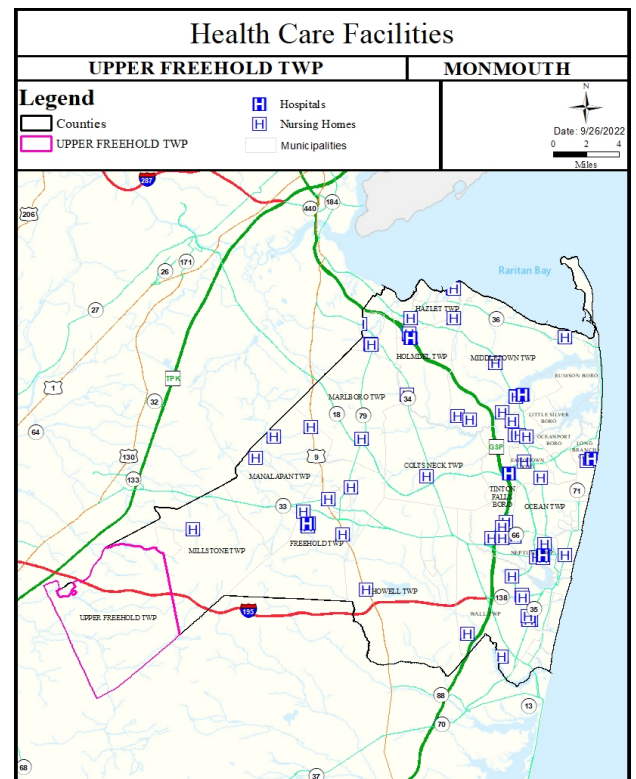 Health Care Facilities
UPPER FREEHOLD TWP
MONMOUTH
Legend
Counties
UPPER FREEHOLD TWP
H Hospitals
H Nursing Homes
Municipalities
N
Date: 9/26/2022
0 2 4
Miles
287
440
184
206
171
26
Raritan Bay
27
HAZLET TWP
36
HOLMDEL TWP
MIDDLETOWN TWP
RUMSON BORO
1
TPK
32
MARLBORO TWP
34
18
79
LITTLE SILVER
BORO
OCEANPORT
BORO
LONG
BRANCH
64
130
9
GSP
133
MANALAPAN TWP
COLTS NECK TWP
TINTON
FALLS
BORO
71
OCEAN TWP
33
MILLSTONE TWP
FREEHOLD TWP
66
195
HOWELL TWP
138
35
UPPER FREEHOLD TWP
88
70
13
68
37